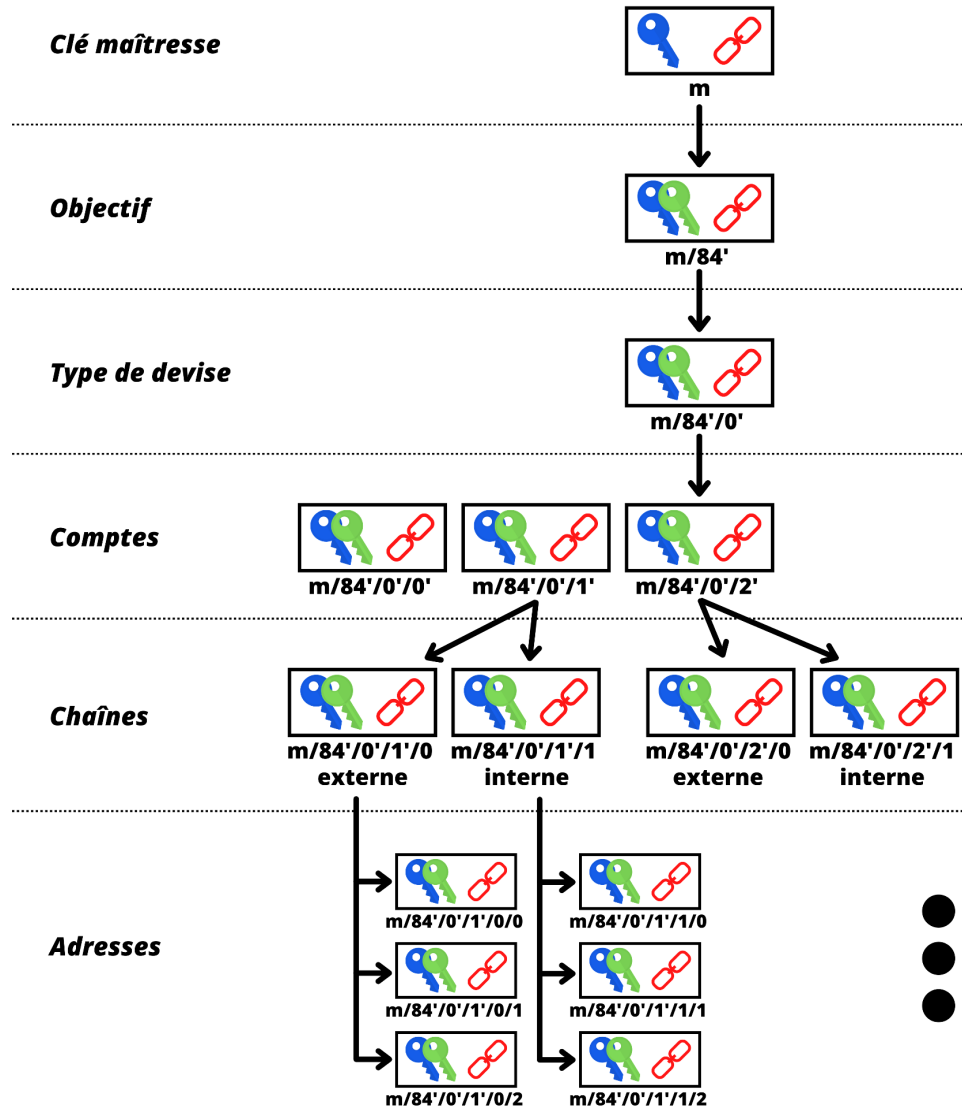 Clé maîtresse
m
Objectif
m/84'
Type de devise
m/84'/0'
Comptes
m/84'/0'/0'
m/84'/0'/1'
m/84'/0'/2'
Chaînes
m/84'/0'/1'/0
externe
m/84'/0'/1'/1
interne
m/84'/0'/2'/0
externe
m/84'/0'/2'/1
interne
Adresses
m/84'/0'/1'/0/0
m/84'/0'/1'/1/0
m/84'/0'/1'/0/1
m/84'/0'/1'/1/1
m/84'/0'/1'/0/2
m/84'/0'/1'/1/2